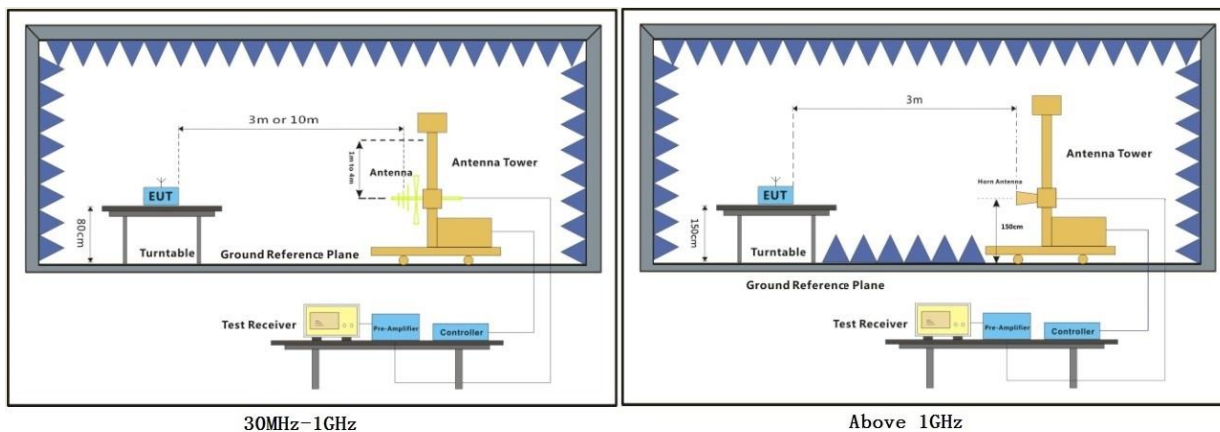 3m or 10m
1m to 4m
Antenna
Antenna Tower
EUT
80cm
Turntable
Ground Reference Plane
Test Receiver
Pre-Amplifier
Controller
30MHz-1GHz
3m
Antenna Tower
Horn Antenna
EUT
150cm
150cm
Turntable
Ground Reference Plane
Test Receiver
Pre-Amplifier
Controller
Above 1GHz